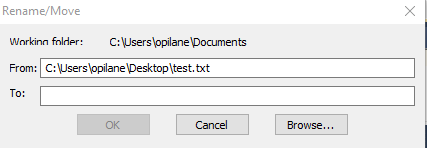 Rename/Move
Working folder: C:\Users\opilane\Documents
From: C:\Users\opilane\Desktop\test.txt
To:
OK Cancel Browse...